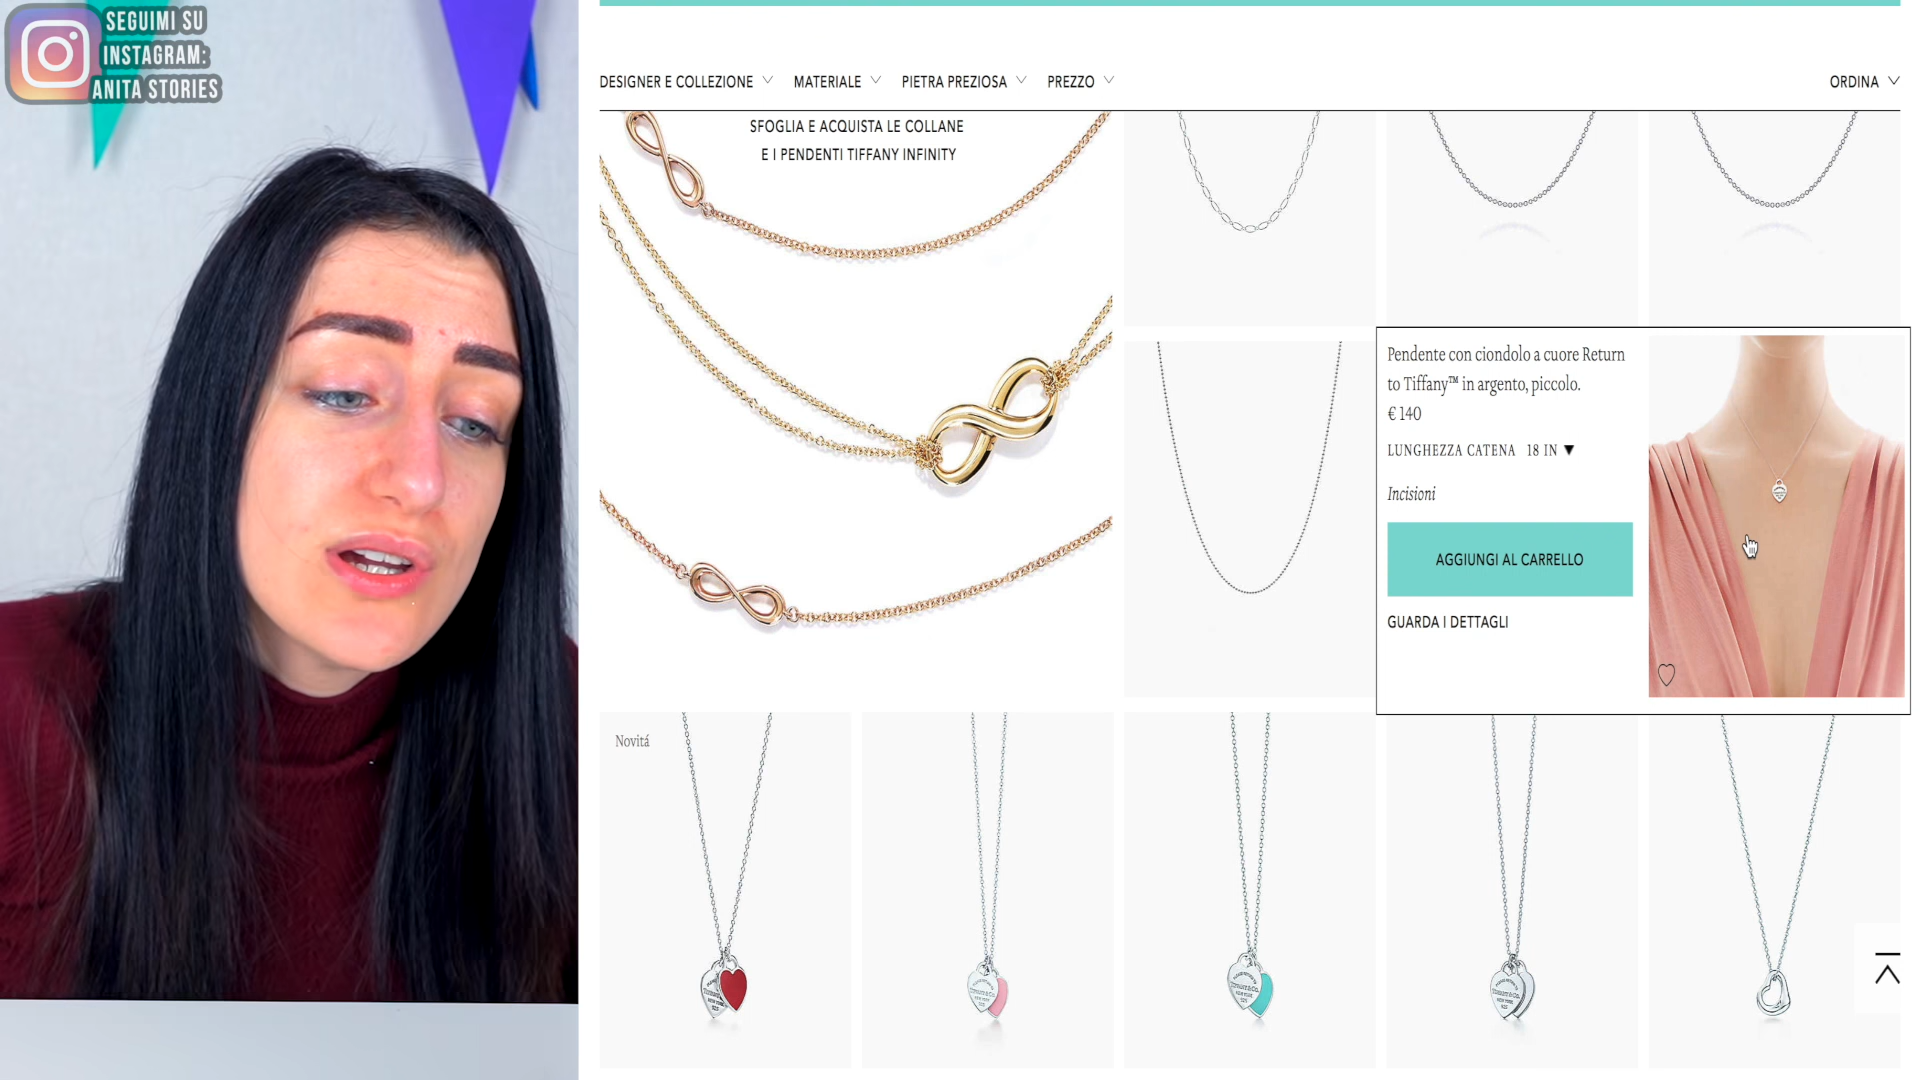 SEGUIMI SU
INSTAGRAM:
ANITA STORIES
DESIGNER E COLLEZIONE
MATERIALE
PIETRA PREZIOSA
PREZZO
ORDINA
SFOGLIA E ACQUISTA LE COLLANE
E I PENDENTI TIFFANY INFINITY
Pendente con ciondolo a cuore Return
to Tiffany™ in argento, piccolo.
€ 140
LUNGHEZZA CATENA 18 IN ▼
Incisioni
AGGIUNGI AL CARRELLO
GUARDA I DETTAGLI
Novitá